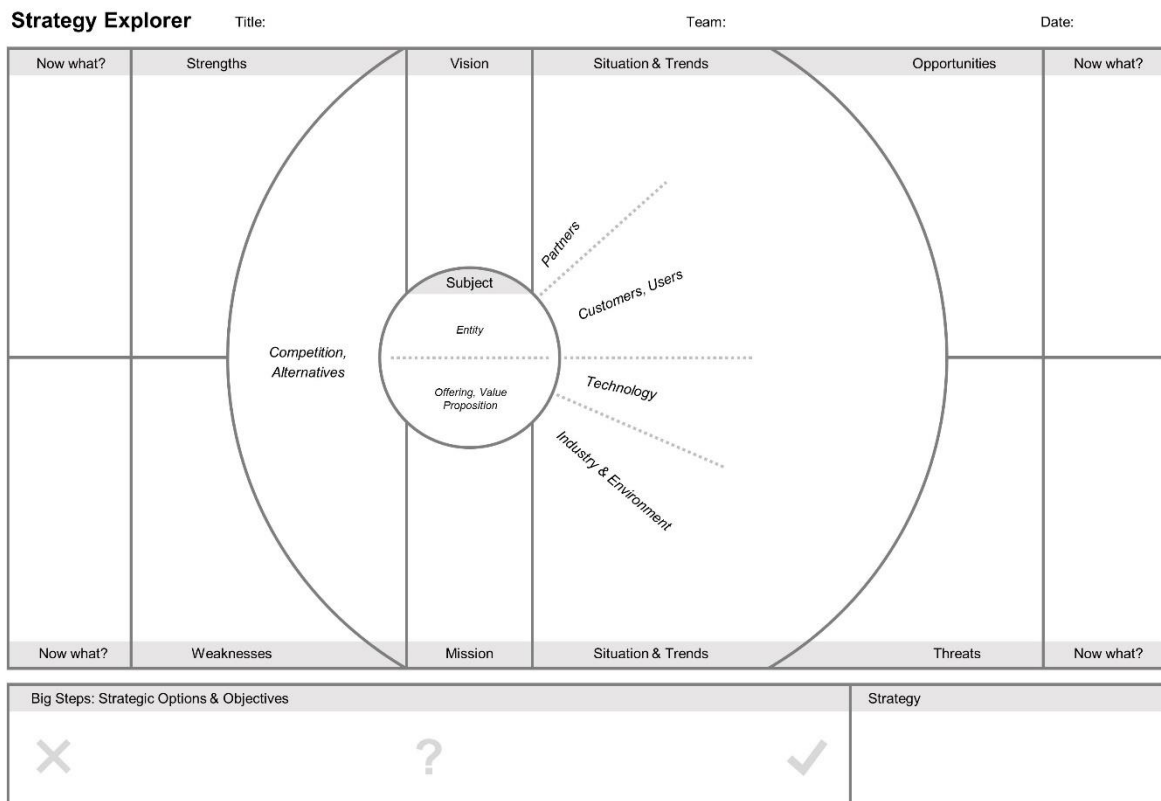 Strategy Explorer Title: Team: Date:
Now what? Strengths Vision Situation & Trends Opportunities Now what?
Partners
Subject
Customers, Users
Entity
Competition,
Alternatives
Technology
Offering, Value
Proposition
Industry & Environment
Now what? Weaknesses Mission Situation & Trends Threats Now what?
Big Steps: Strategic Options & Objectives Strategy
?